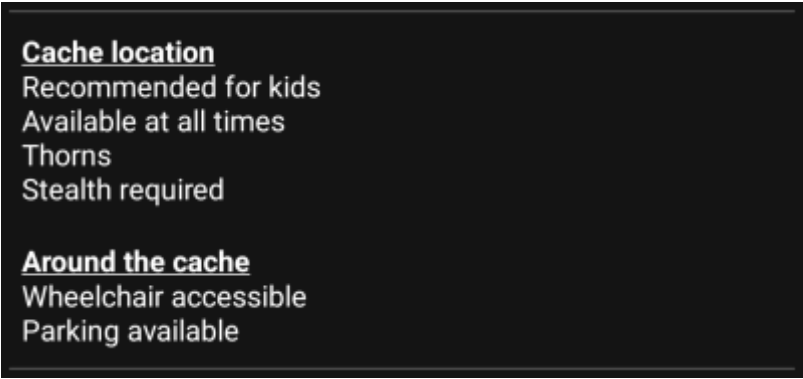 Cache location
Recommended for kids
Available at all times
Thorns
Stealth required
Around the cache
Wheelchair accessible
Parking available